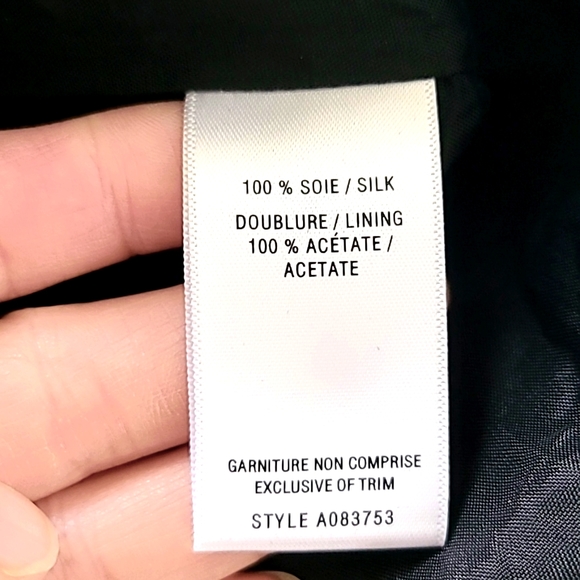 100 % SOIE / SILK
DOUBLURE / LINING
100 % ACÉTATE /
ACETATE
GARNITURE NON COMPRISE
EXCLUSIVE OF TRIM
STYLE A083753